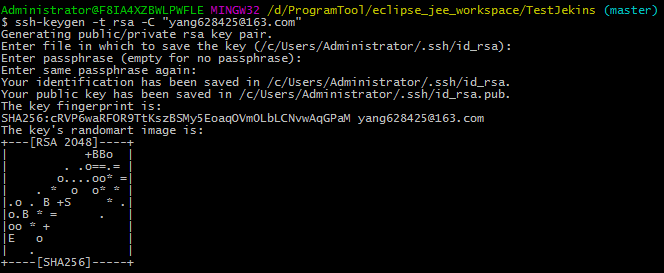 Administrator@F8IA4XZBWLPWFLE MINGW32 /d/ProgramTool/eclipse_jee_workspace/TestJekins (master)
$ ssh-keygen -t rsa -C "yang628425@163.com"
Generating public/private rsa key pair.
Enter file in which to save the key (/c/Users/Administrator/.ssh/id_rsa):
Enter passphrase (empty for no passphrase):
Enter same passphrase again:
Your identification has been saved in /c/Users/Administrator/.ssh/id_rsa.
Your public key has been saved in /c/Users/Administrator/.ssh/id_rsa.pub.
The key fingerprint is:
SHA256:cRVP6waRFOR9TtKszBSMy5EoaqOVmOLbLCNvwAqGPaM yang628425@163.com
The key's randomart image is:
+---[RSA 2048]----+
|          +BBo   |
|       . .o==.=  |
|      o....oo* =|
|    . *  o  o* * |
|.o . B +S     * .|
|o.B * =      .   |
|oo * +           |
|E   o            |
|   .             |
+----[SHA256]-----+